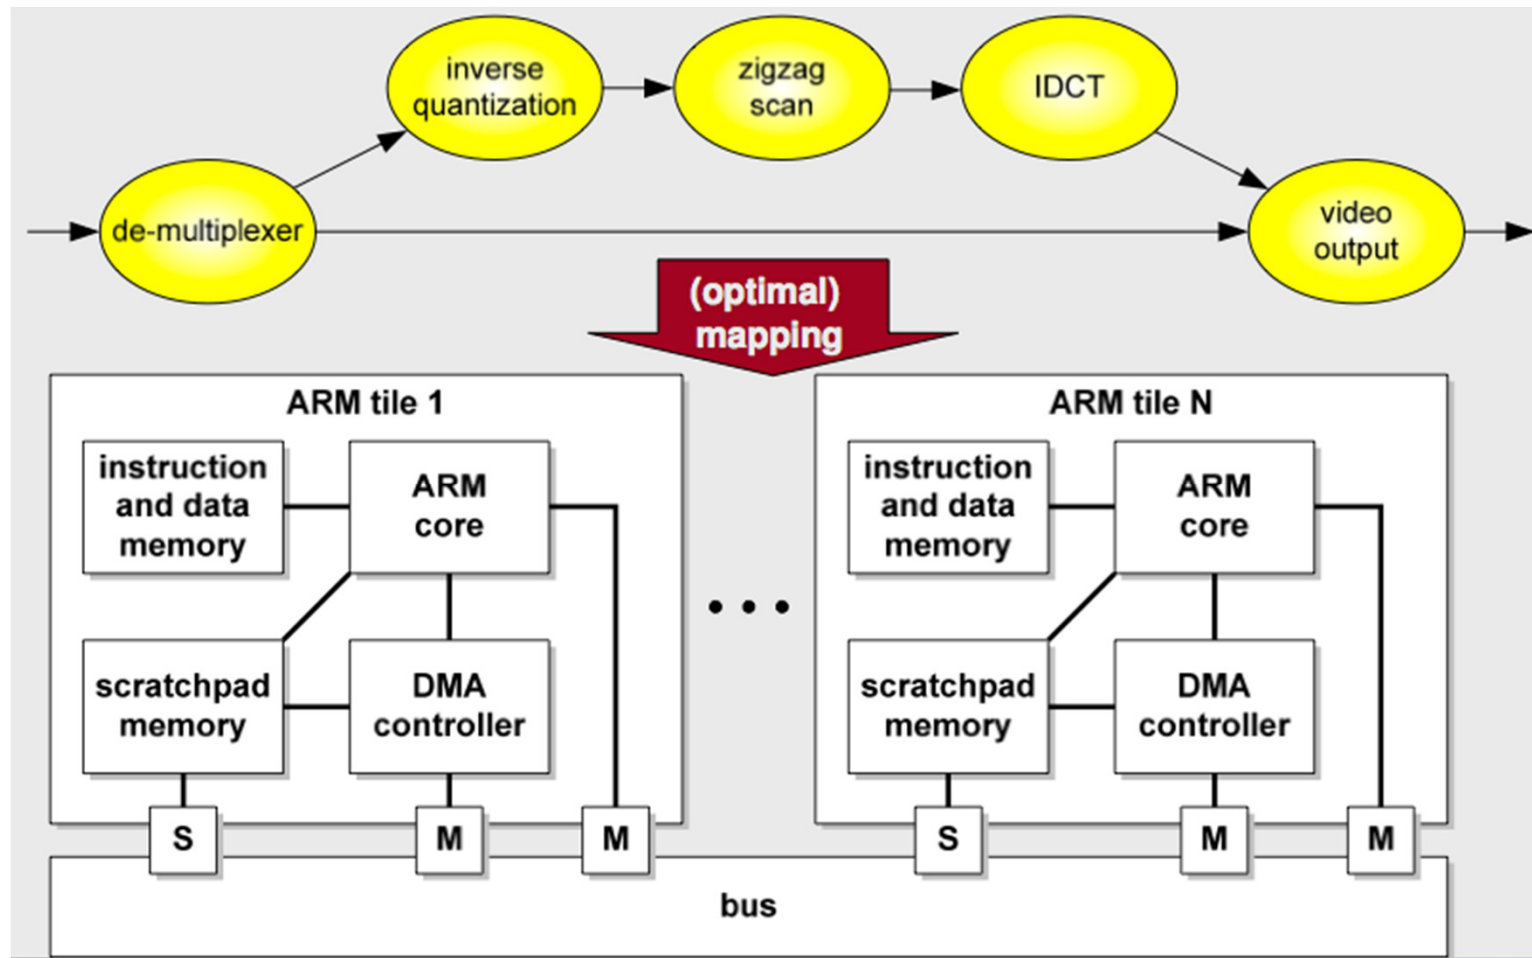 inverse
quantization
zigzag
scan
IDCT
de-multiplexer
video
output
(optimal)
mapping
ARM tile 1
instruction
and data
memory
ARM
core
scratchpad
memory
DMA
controller
S
M
M
ARM tile N
instruction
and data
memory
ARM
core
scratchpad
memory
DMA
controller
S
M
M
bus